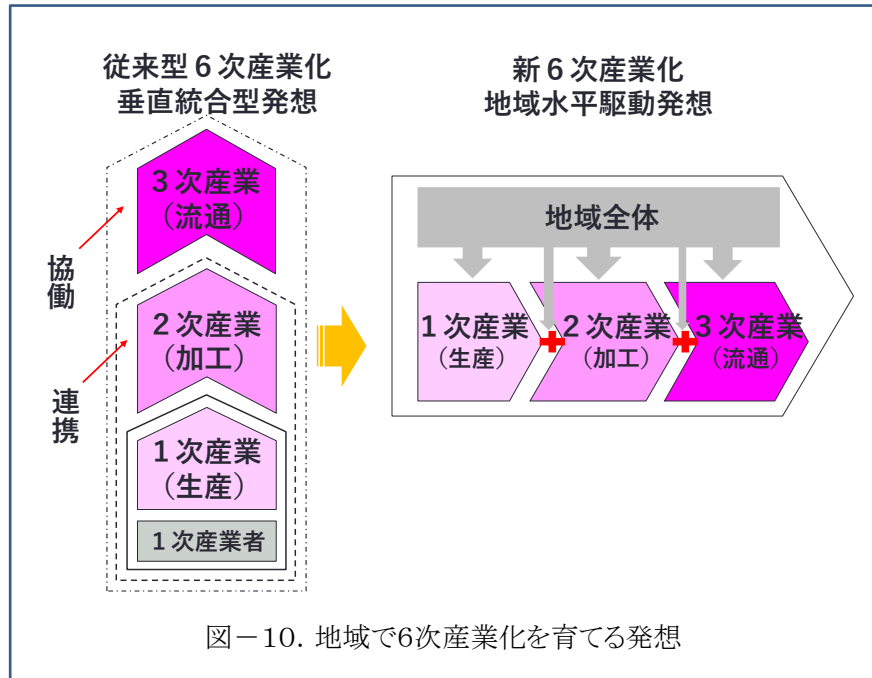 従来型６次産業化
垂直統合型発想
３次産業
（流通）
協働
２次産業
（加工）
連携
１次産業
（生産）
１次産業者
新６次産業化
地域水平駆動発想
地域全体
１次産業
（生産）
２次産業
（加工）
３次産業
（流通）
図－１０．地域で６次産業化を育てる発想